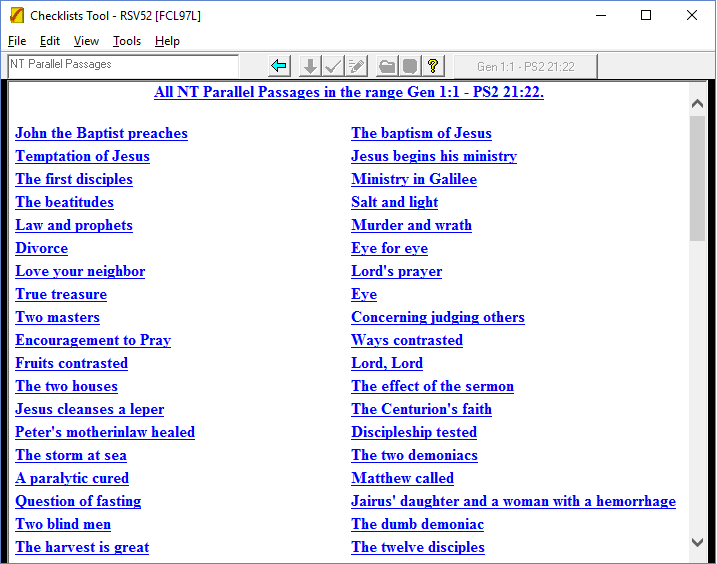 Checklists Tool - RSV52 [FCL97L]
File Edit View Tools Help
NT Parallel Passages ? Gen 1:1 - PS2 21:22
All NT Parallel Passages in the range Gen 1:1 - PS2 21:22.
John the Baptist preaches The baptism of Jesus
Temptation of Jesus Jesus begins his ministry
The first disciples Ministry in Galilee
The beatitudes Salt and light
Law and prophets Murder and wrath
Divorce Eye for eye
Love your neighbor Lord's prayer
True treasure Eye
Two masters Concerning judging others
Encouragement to Pray Ways contrasted
Fruits contrasted Lord, Lord
The two houses The effect of the sermon
Jesus cleanses a leper The Centurion's faith
Peter's motherinlaw healed Discipleship tested
The storm at sea The two demoniacs
A paralytic cured Matthew called
Question of fasting Jairus' daughter and a woman with a hemorrhage
Two blind men The dumb demoniac
The harvest is great The twelve disciples